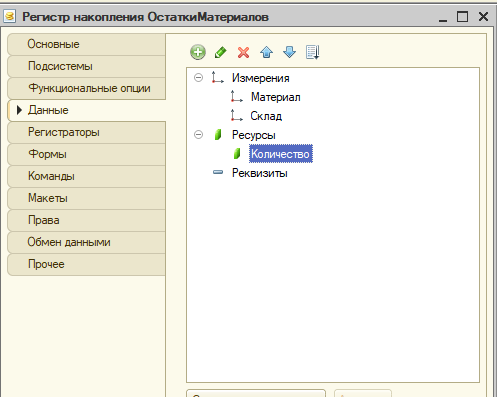 Регистр накопления ОстаткиМатериалов
Основные
Подсистемы
Функциональные опции
Данные
Регистраторы
Формы
Команды
Макеты
Права
Обмен данными
Прочее
Измерения
Материал
Склад
Ресурсы
Количество
Реквизиты